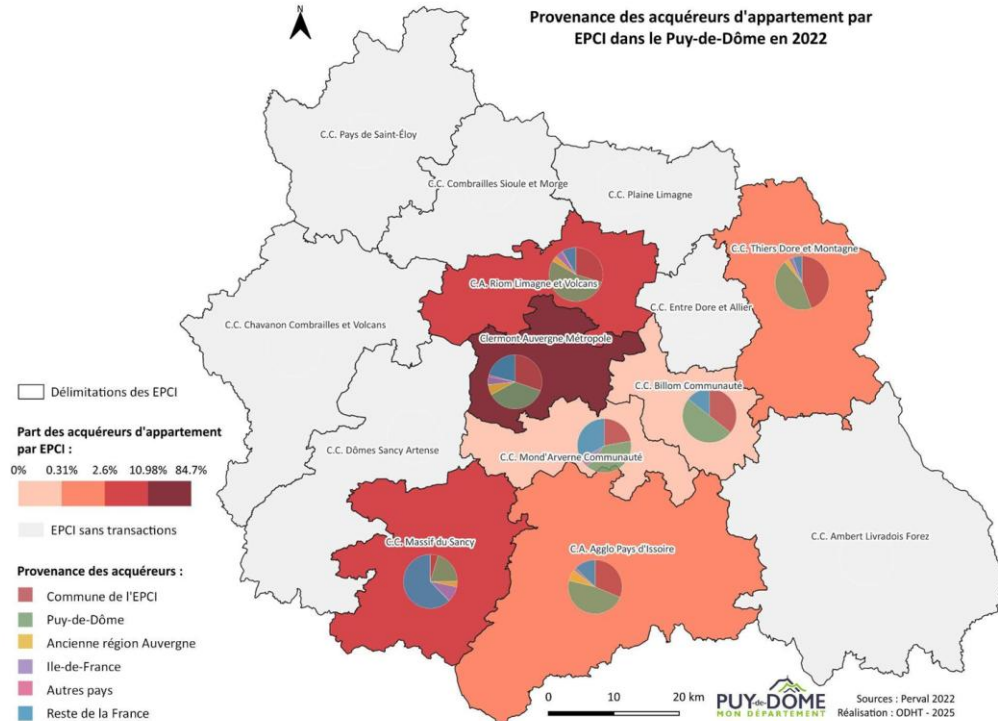 N
Provenance des acquéreurs d'appartement par
EPCI dans le Puy-de-Dôme en 2022
C.C. Pays de Saint-Éloy
C.C. Combrailles Sioule et Morge
C.C. Plaine Limagne
C.C. Thiers Dore et Montagne
C.A. Riom Limagne et Volcans
C.C. Entre Dore et Allier
C.C. Chavanon Combrailles et Volcans
Clermont Auvergne Métropole
C.C. Billom Communauté
C.C. Dômes Sancy Artense
C.C. Mond'Arverne Communauté
C.C. Massif du Sancy
C.A. Agglo Pays d'Issoire
C.C. Ambert Livradois Forez
Délimitations des EPCI
Part des acquéreurs d'appartement
par EPCI :
0% 0.31% 2.6% 10.98% 84.7%
EPCI sans transactions
Provenance des acquéreurs :
Commune de l'EPCI
Puy-de-Dôme
Ancienne région Auvergne
Ile-de-France
Autres pays
Reste de la France
0 10 20 km
PUY-de-DÔME
MON DÉPARTEMENT
Sources : Perval 2022
Réalisation : ODHT - 2025